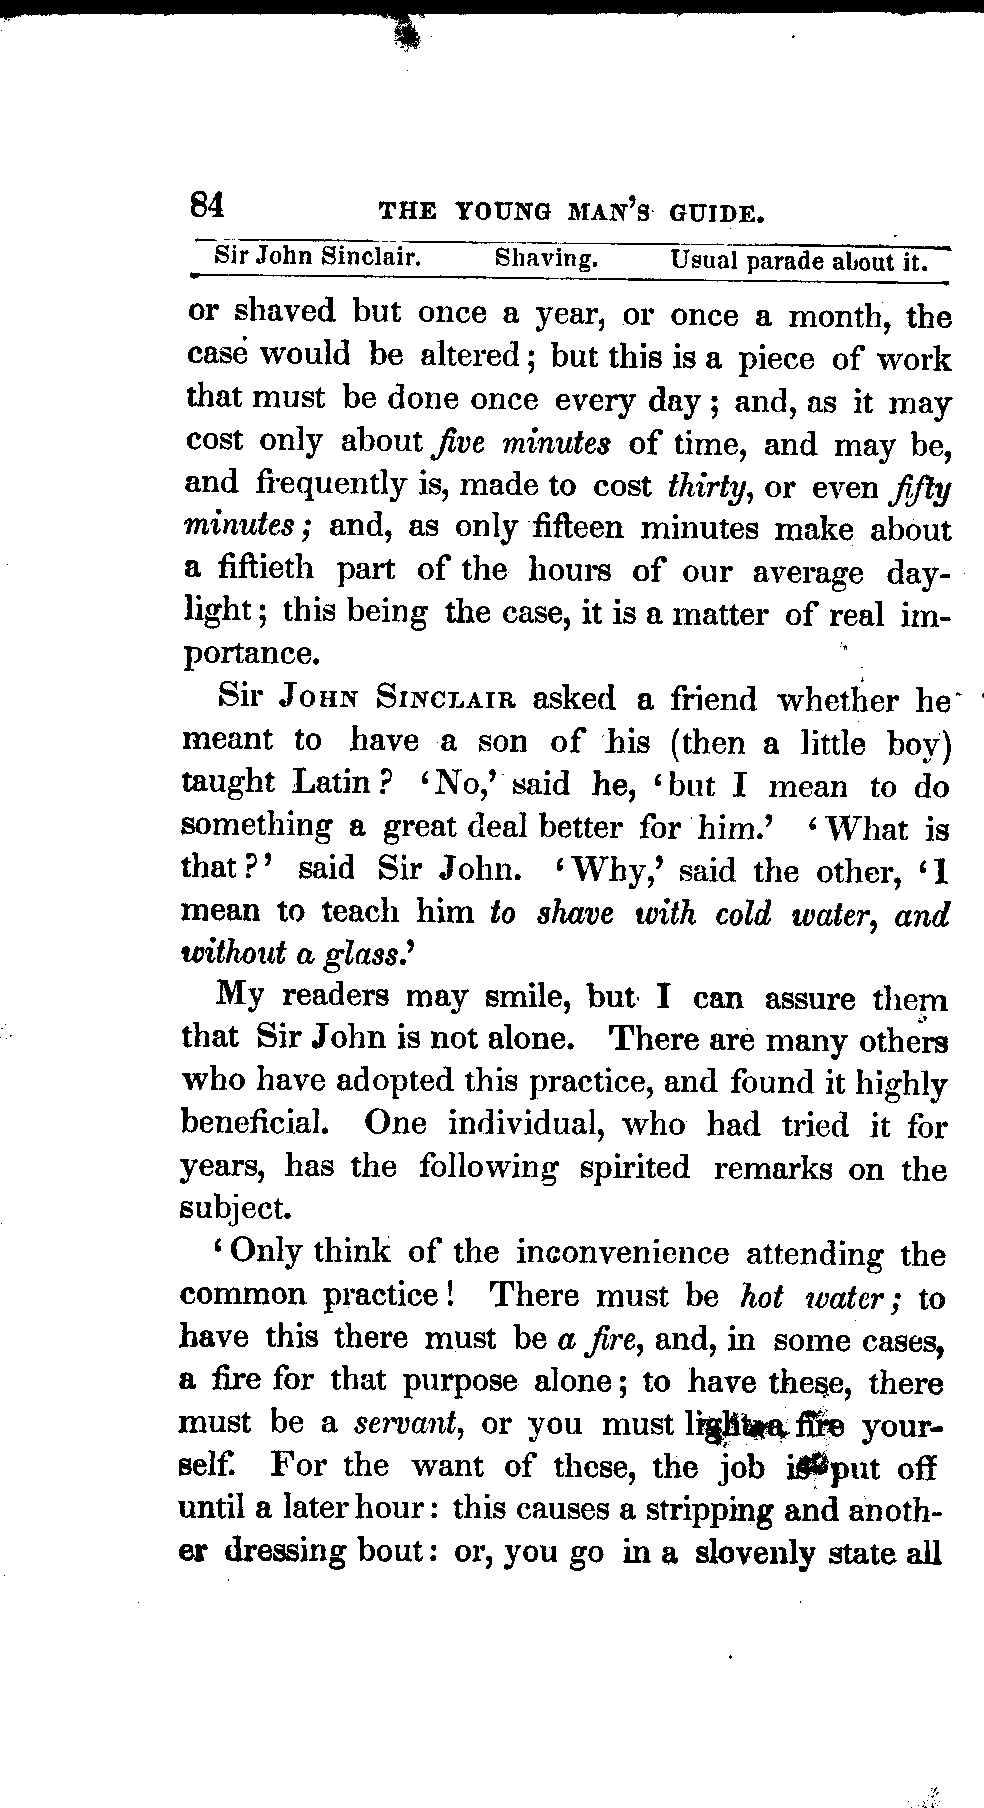 84 THE YOUNG MAN'S GUIDE.
Sir John Sinclair. Shaving. Usual parade about it.
or shaved but once a year, or once a month, the
case would be altered; but this is a piece of work
that must be done once every day; and, as it may
cost only about five minutes of time, and may be,
and frequently is, made to cost thirty, or even fifty
minutes; and, as only fifteen minutes make about
a fiftieth part of the hours of our average day-
light; this being the case, it is a matter of real im-
portance.
Sir JOHN SINCLAIR asked a friend whether he
meant to have a son of his (then a little boy)
taught Latin? 'No,' said he, 'but I mean to do
something a great deal better for him.' 'What is
that?' said Sir John. 'Why,' said the other, 'I
mean to teach him to shave with cold water, and
without a glass.'
My readers may smile, but I can assure them
that Sir John is not alone. There are many others
who have adopted this practice, and found it highly
beneficial. One individual, who had tried it for
years, has the following spirited remarks on the
subject.
'Only think of the inconvenience attending the
common practice! There must be hot water; to
have this there must be a fire, and, in some cases,
a fire for that purpose alone; to have these, there
must be a servant, or you must light a fire your-
self. For the want of these, the job is put off
until a later hour: this causes a stripping and anoth-
er dressing bout: or, you go in a slovenly state all